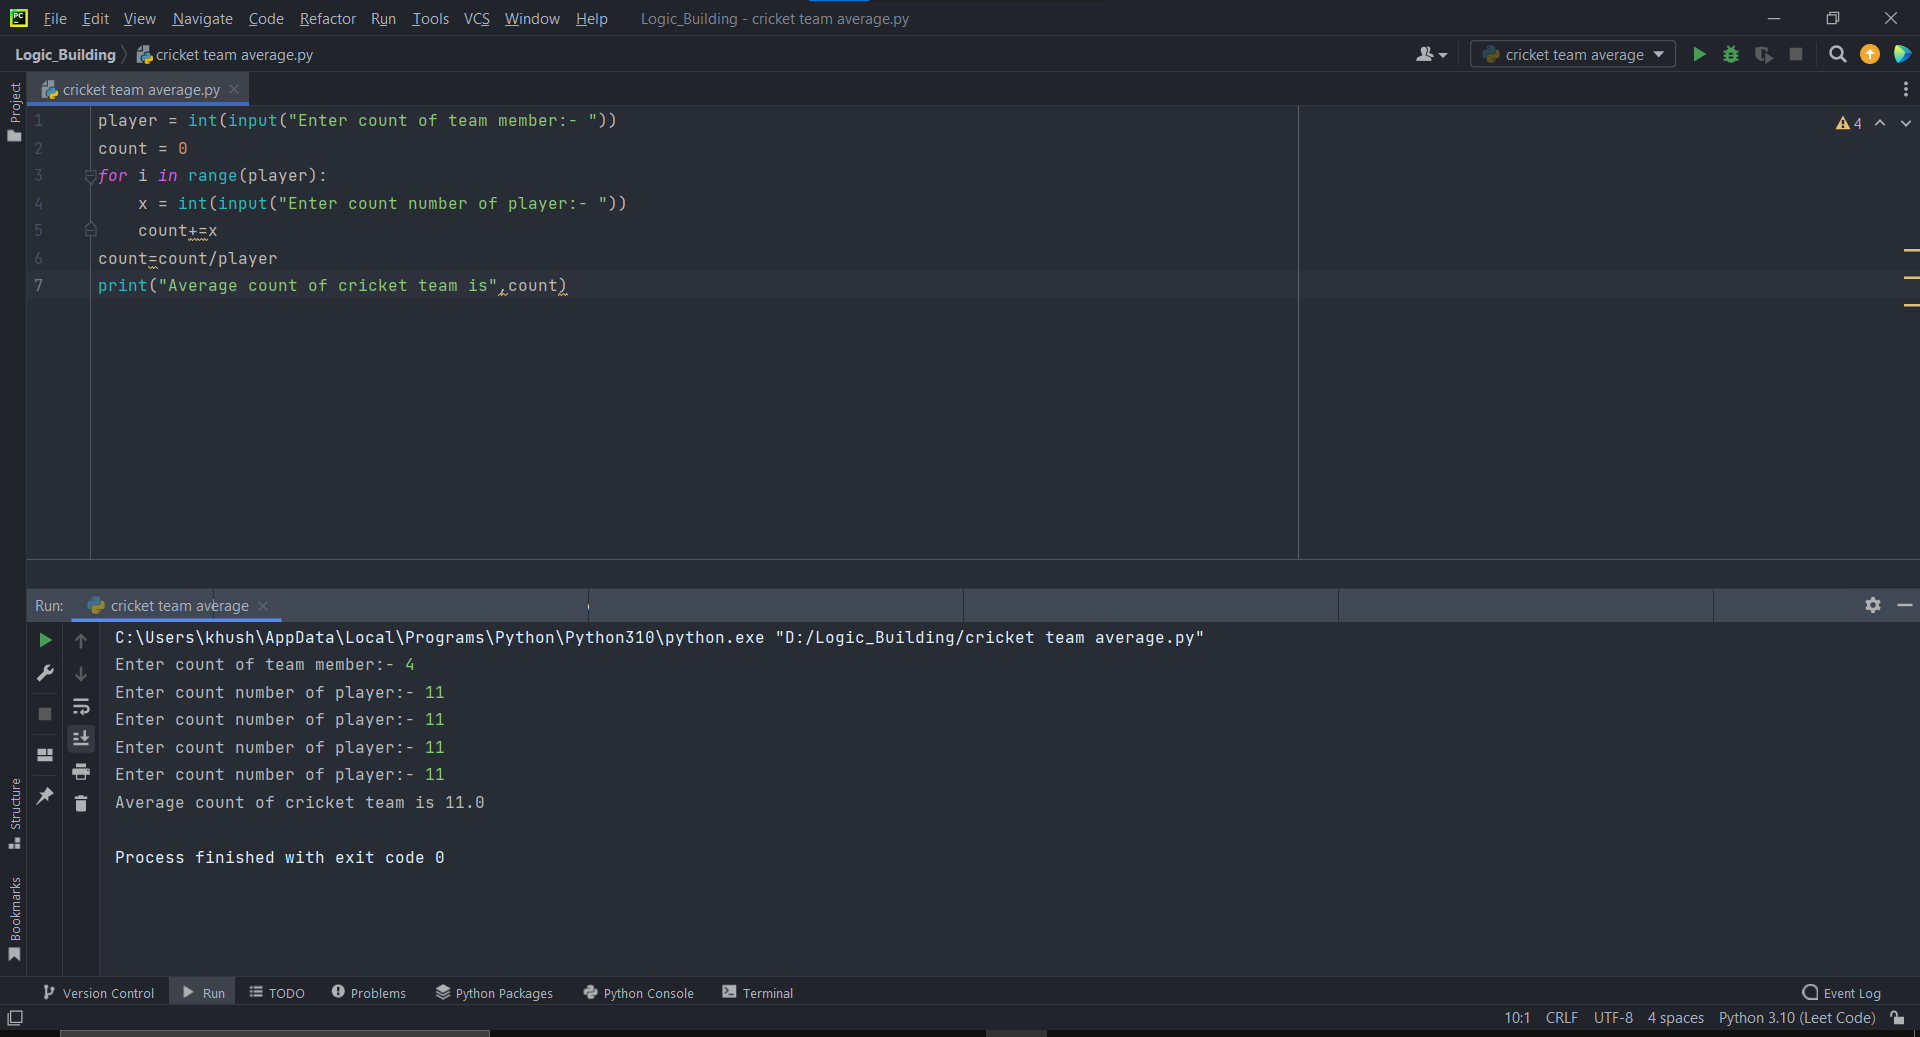 PC File Edit View Navigate Code Refactor Run Tools VCS Window Help Logic_Building - cricket team average.py
Logic_Building cricket team average.py cricket team average
Project
cricket team average.py
4
1 player = int(input("Enter count of team member:- "))
2 count = 0
3 for i in range(player):
4 x = int(input("Enter count number of player:- "))
5 count+=x
6 count=count/player
7 print("Average count of cricket team is",count)
Run: cricket team average
C:\Users\khush\AppData\Local\Programs\Python\Python310\python.exe "D:/Logic_Building/cricket team average.py"
Enter count of team member:- 4
Enter count number of player:- 11
Enter count number of player:- 11
Enter count number of player:- 11
Enter count number of player:- 11
Average count of cricket team is 11.0
Process finished with exit code 0
Structure
Bookmarks
Version Control Run TODO Problems Python Packages Python Console Terminal Event Log
10:1 CRLF UTF-8 4 spaces Python 3.10 (Leet Code)